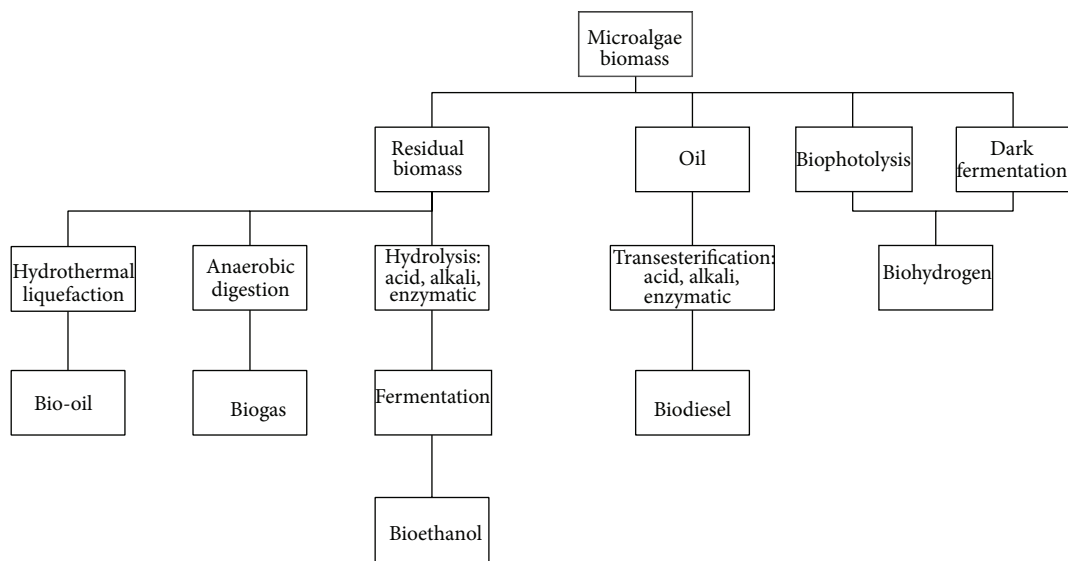 Microalgae
biomass
Residual
biomass
Oil
Biophotolysis
Dark
fermentation
Hydrothermal
liquefaction
Anaerobic
digestion
Hydrolysis:
acid, alkali,
enzymatic
Transesterification:
acid, alkali,
enzymatic
Biohydrogen
Bio-oil
Biogas
Fermentation
Biodiesel
Bioethanol